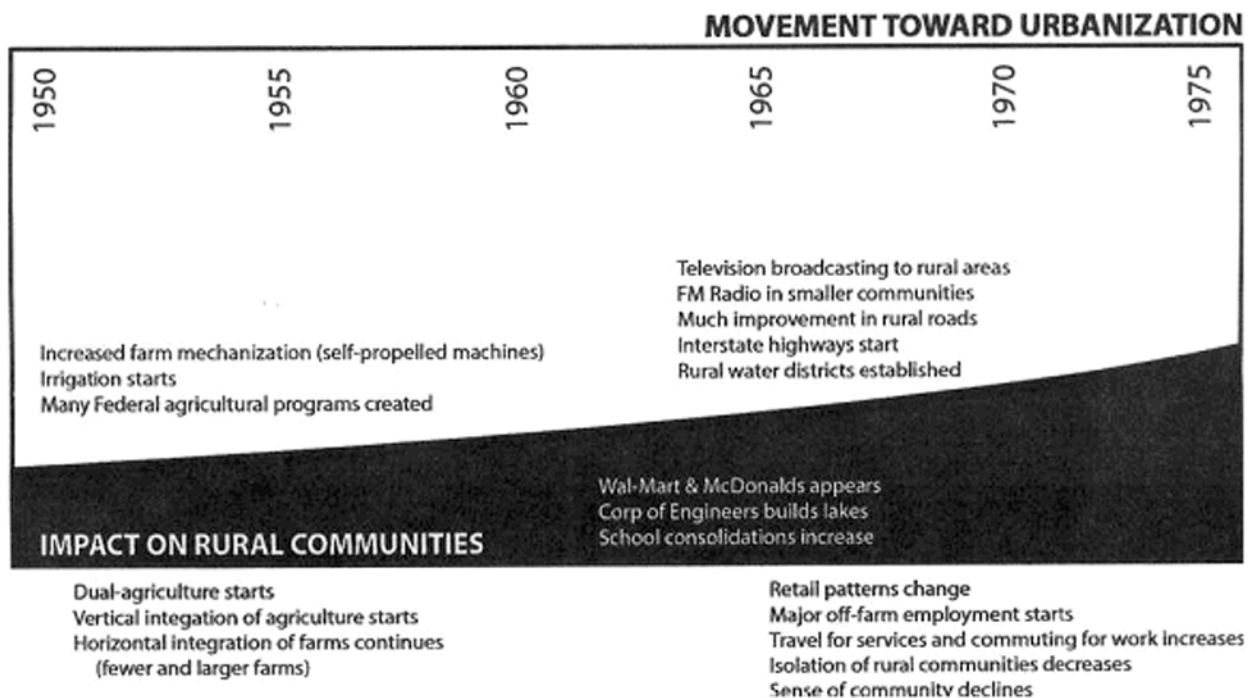 MOVEMENT TOWARD URBANIZATION
1950
1955
1960
1965
1970
1975
Television broadcasting to rural areas
FM Radio in smaller communities
Much improvement in rural roads
Interstate highways start
Rural water districts established
Increased farm mechanization (self-propelled machines)
Irrigation starts
Many Federal agricultural programs created
Wal-Mart & McDonalds appears
Corp of Engineers builds lakes
School consolidations increase
IMPACT ON RURAL COMMUNITIES
Dual-agriculture starts
Vertical integation of agriculture starts
Horizontal integration of farms continues
(fewer and larger farms)
Retail patterns change
Major off-farm employment starts
Travel for services and commuting for work increases
Isolation of rural communities decreases
Sense of community declines